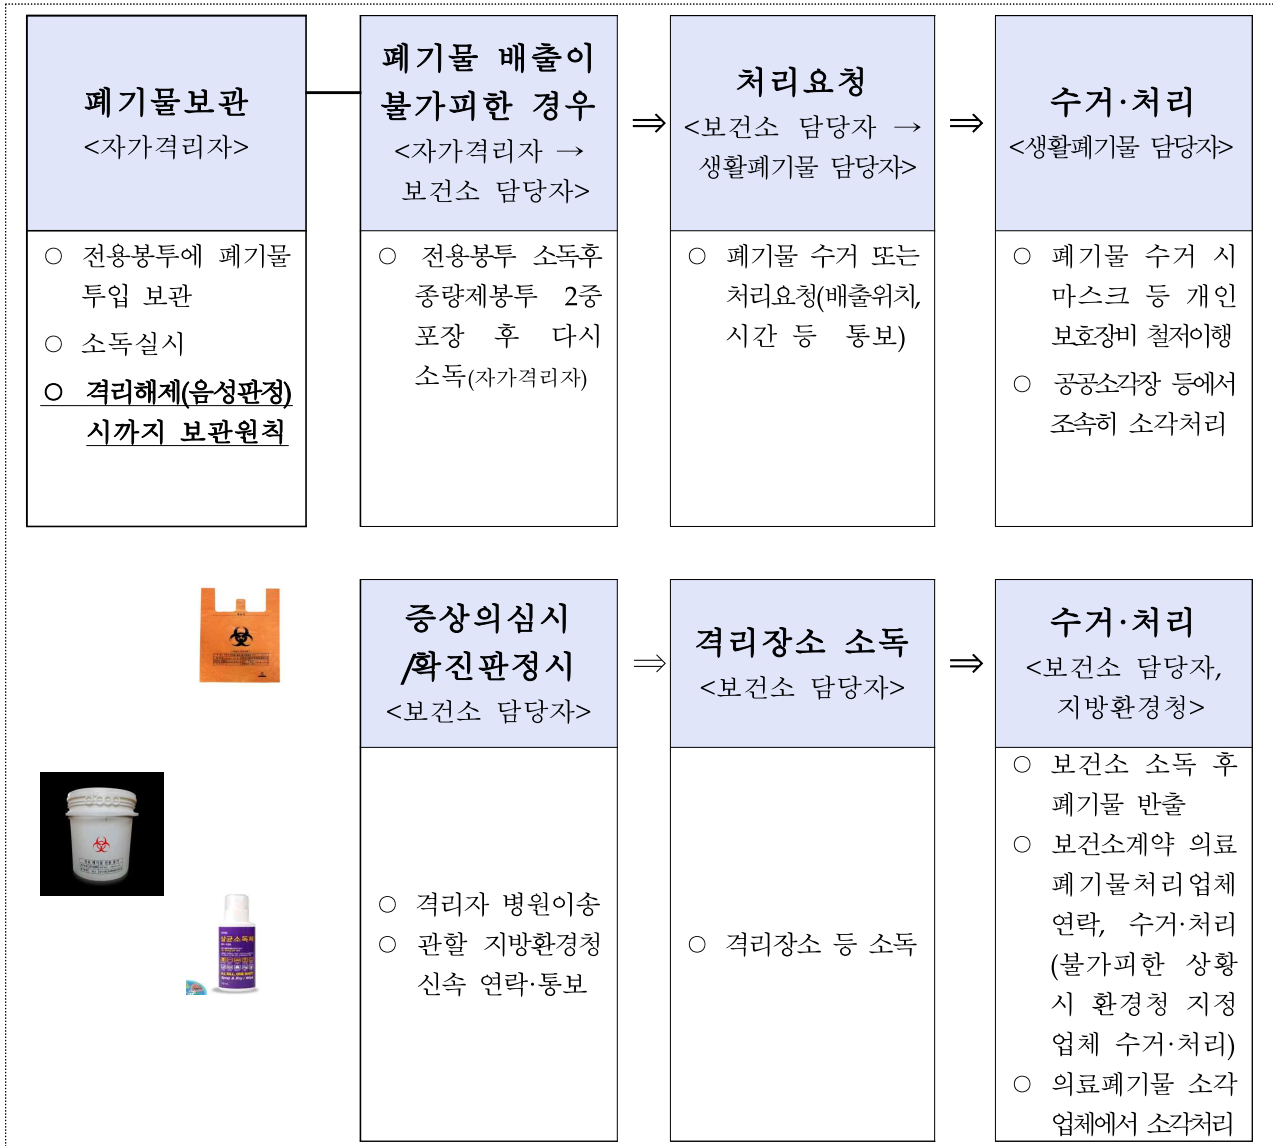 폐기물보관
<자가격리자>
○ 전용봉투에 폐기물
투입 보관
○ 소독실시
○ 격리해제(음성판정)
시까지 보관원칙
폐기물 배출이
불가피한 경우
<자가격리자 →
보건소 담당자>
○ 전용봉투 소독후
종량제봉투 2중
포장 후 다시
소독(자가격리자)
⇒
처리요청
<보건소 담당자 →
생활폐기물 담당자>
○ 폐기물 수거 또는
처리요청(배출위치,
시간 등 통보)
⇒
수거·처리
<생활폐기물 담당자>
○ 폐기물 수거 시
마스크 등 개인
보호장비 철저이행
○ 공공소각장 등에서
조속히 소각처리
증상의심시
/확진판정시
<보건소 담당자>
○ 격리자 병원이송
○ 관할 지방환경청
신속 연락·통보
⇒
격리장소 소독
<보건소 담당자>
○ 격리장소 등 소독
⇒
수거·처리
<보건소 담당자,
지방환경청>
○ 보건소 소독 후
폐기물 반출
○ 보건소계약 의료
폐기물처리업체
연락, 수거·처리
(불가피한 상황
시 환경청 지정
업체 수거·처리)
○ 의료폐기물 소각
업체에서 소각처리
살균소독제